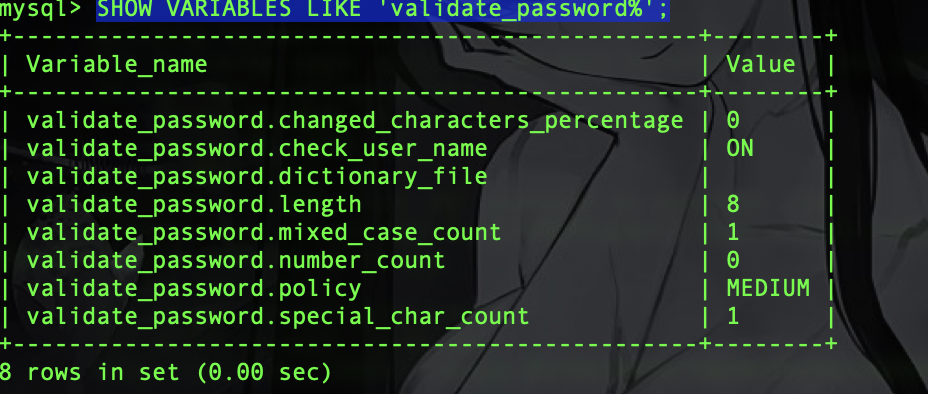 mysql> SHOW VARIABLES LIKE 'validate_password%';
+-------------------------------------------------+--------+
| Variable_name                                   | Value  |
+-------------------------------------------------+--------+
| validate_password.changed_characters_percentage | 0      |
| validate_password.check_user_name               | ON     |
| validate_password.dictionary_file               |        |
| validate_password.length                        | 8      |
| validate_password.mixed_case_count              | 1      |
| validate_password.number_count                  | 0      |
| validate_password.policy                        | MEDIUM |
| validate_password.special_char_count            | 1      |
+-------------------------------------------------+--------+
8 rows in set (0.00 sec)